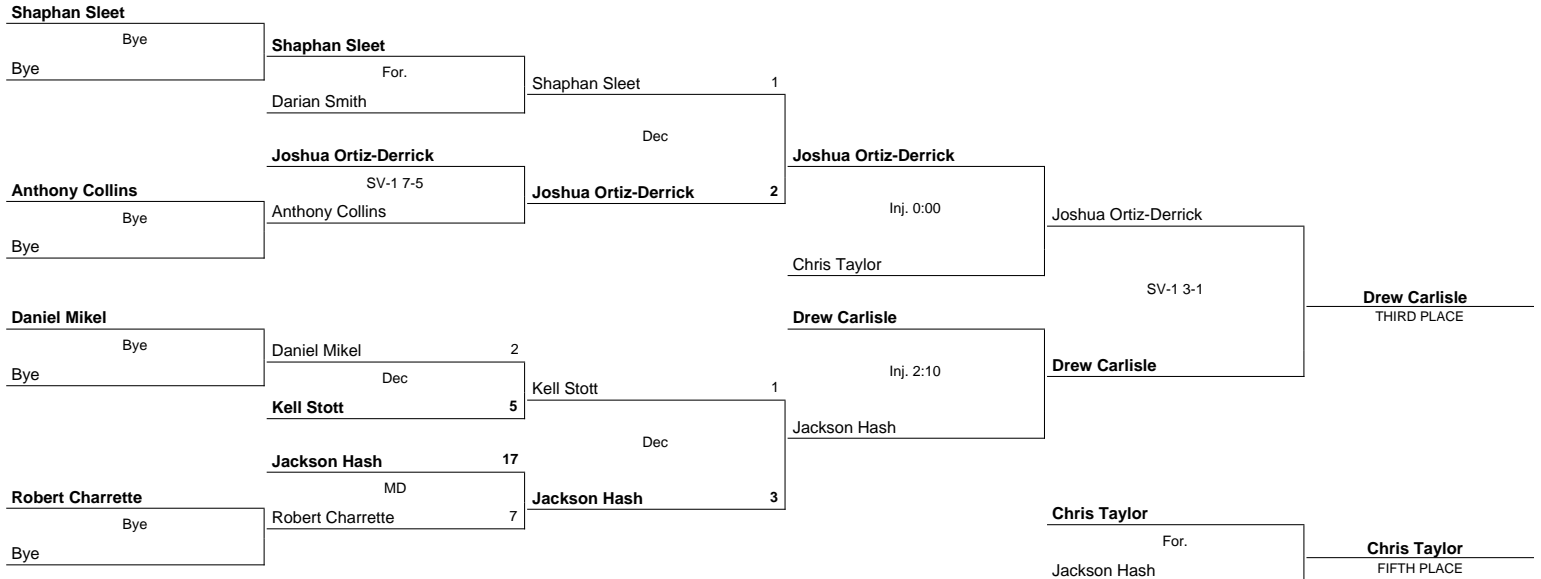 Shaphan Sleet
Bye
Bye
Anthony Collins
Bye
Bye
Daniel Mikel
Bye
Bye
Robert Charrette
Bye
Bye
Shaphan Sleet
For.
Darian Smith
Joshua Ortiz-Derrick
SV-1 7-5
Anthony Collins
Daniel Mikel 2
Dec
Kell Stott 5
Jackson Hash 17
MD
Robert Charrette 7
Shaphan Sleet 1
Dec
Joshua Ortiz-Derrick 2
Kell Stott 1
Dec
Jackson Hash 3
Joshua Ortiz-Derrick
Inj. 0:00
Chris Taylor
Drew Carlisle
Inj. 2:10
Jackson Hash
Joshua Ortiz-Derrick
SV-1 3-1
Drew Carlisle
Drew Carlisle
THIRD PLACE
Chris Taylor
For.
Jackson Hash
Chris Taylor
FIFTH PLACE